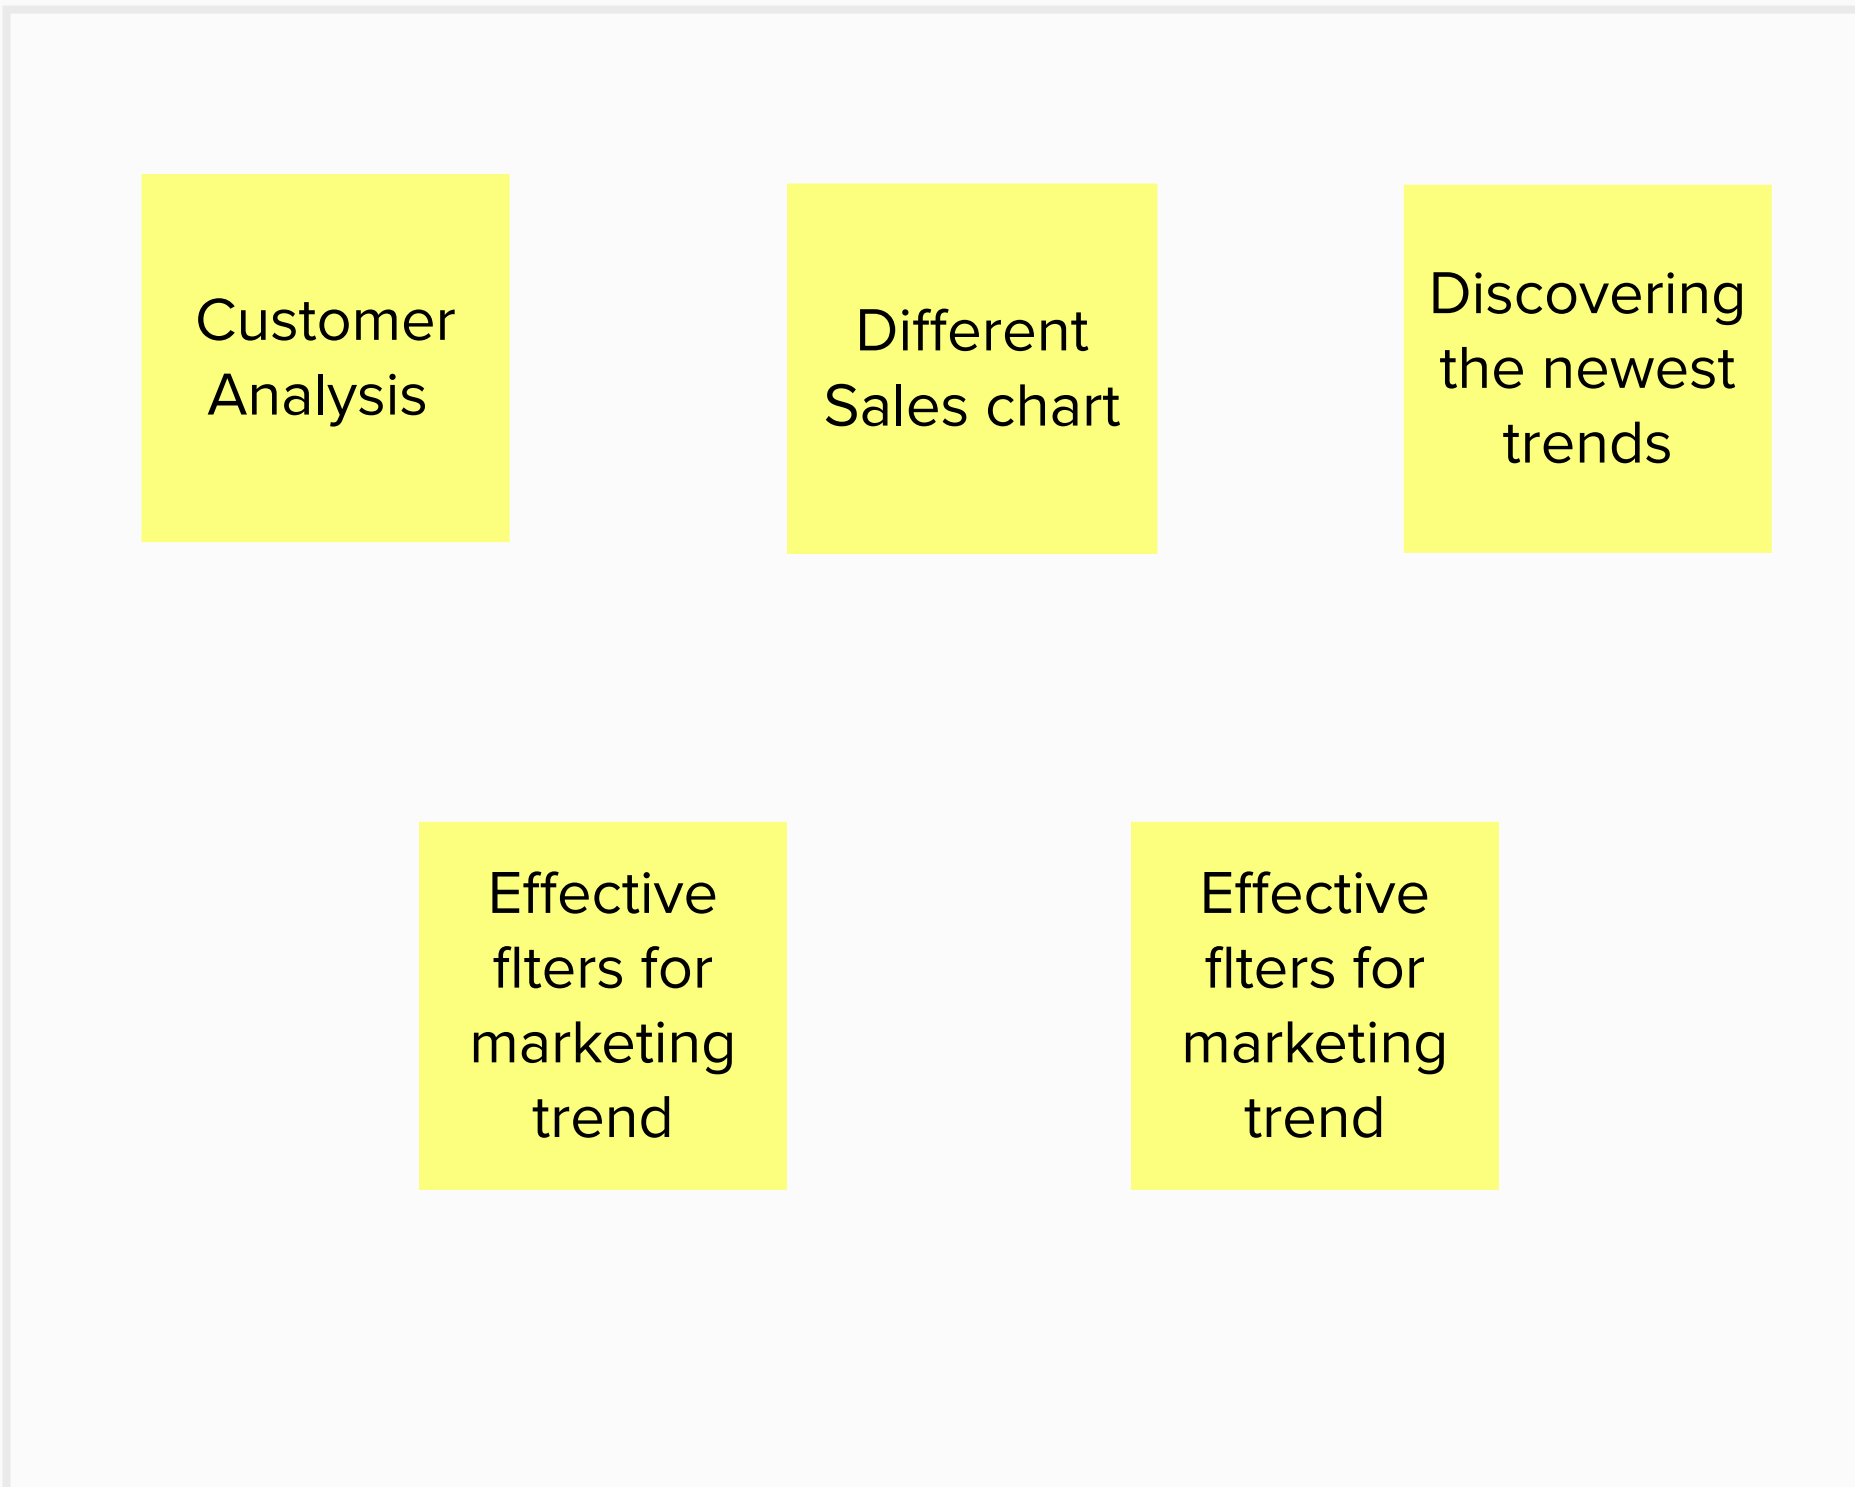 Customer
Analysis
Different
Sales chart
Discovering
the newest
trends
Effective
flters for
marketing
trend
Effective
flters for
marketing
trend